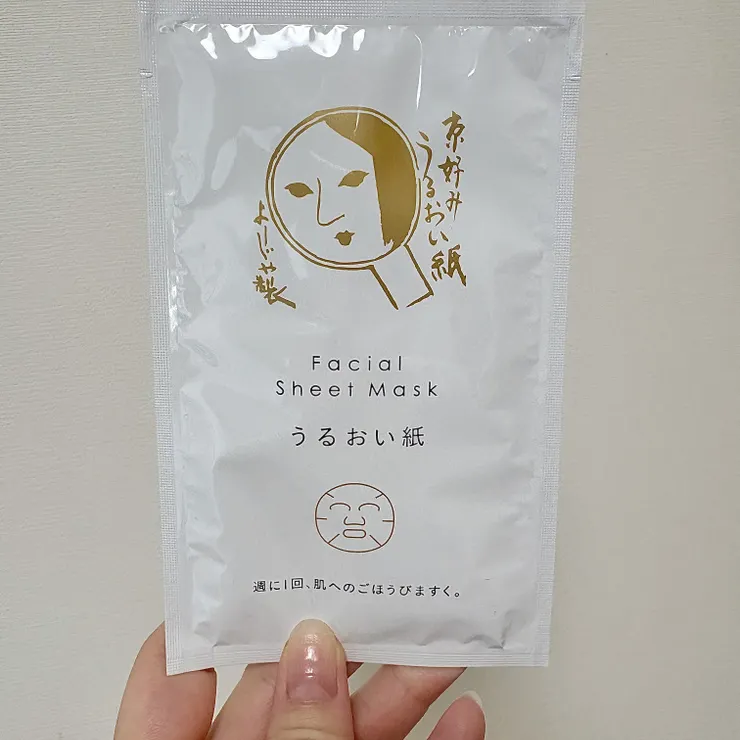 京好み
うるおい紙
よーじや製
Facial
Sheet Mask
うるおい紙
週に1回、肌へのごほうびますく。